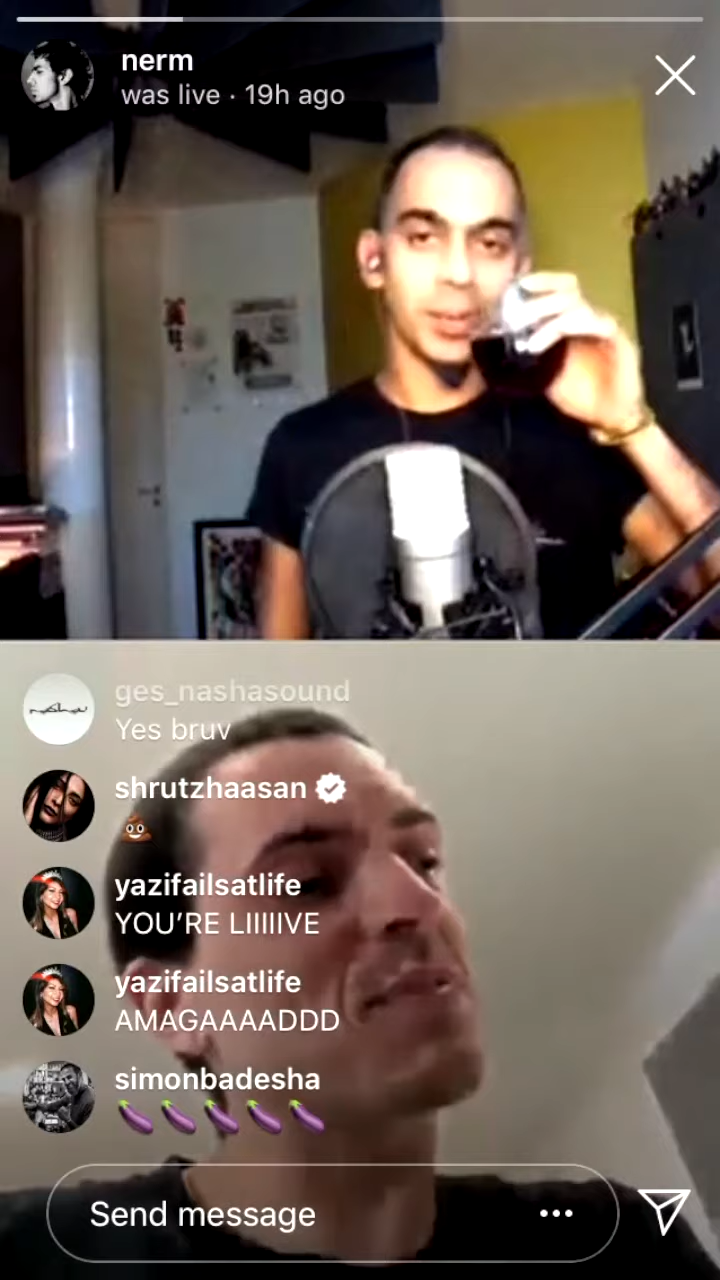 nerm
was live · 19h ago
ges_nashasound
Yes bruv
shrutzhaasan
💩
yazifailsatlife
YOU’RE LIIIIIVE
yazifailsatlife
AMAGAAAADDD
simonbadesha
🍆🍆🍆🍆🍆
Send message